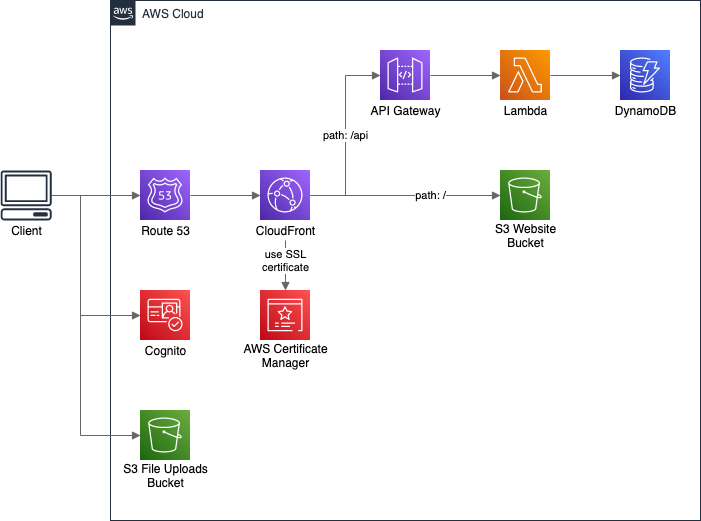 aws
AWS Cloud
API Gateway
Lambda
DynamoDB
path: /api
53
Client
Route 53
CloudFront
path: /
S3 Website
Bucket
use SSL
certificate
Cognito
AWS Certificate
Manager
S3 File Uploads
Bucket